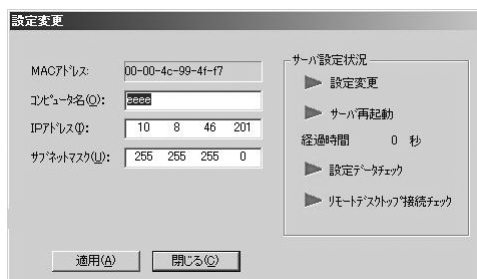 設定変更
MACｱﾄﾞﾚｽ:
00-00-4c-99-4f-f7
ｺﾝﾋﾟｭｰﾀ名(O):
eeee
IPｱﾄﾞﾚｽ(I):
10 8 46 201
ｻﾌﾞﾈｯﾄﾏｽｸ(U):
255 255 255 0
適用(A)
閉じる(C)
サーバ設定状況
設定変更
サーバ再起動
経過時間 0 秒
設定データチェック
リモートデスクトップ接続チェック